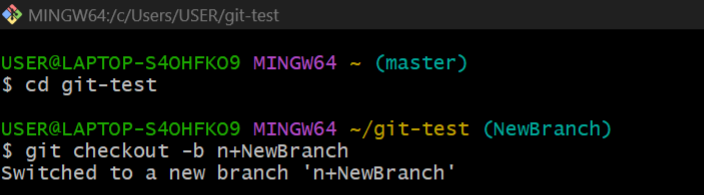 MINGW64:/c/Users/USER/git-test
USER@LAPTOP-S4OHFKO9 MINGW64 ~ (master)
$ cd git-test
USER@LAPTOP-S4OHFKO9 MINGW64 ~/git-test (NewBranch)
$ git checkout -b n+NewBranch
Switched to a new branch 'n+NewBranch'